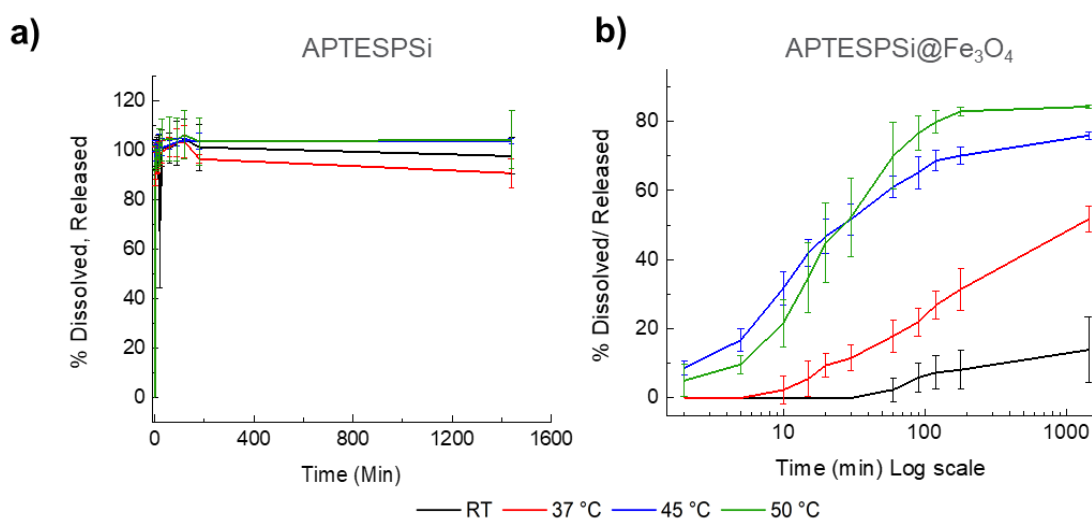 a)
APTESPSi
% Dissolved, Released
120
100
80
60
40
20
0
0
400
800
1200
1600
Time (Min)
b)
APTESPSi@Fe₃O₄
% Dissolved/ Released
80
60
40
20
0
10
100
1000
Time (min) Log scale
RT
37 °C
45 °C
50 °C